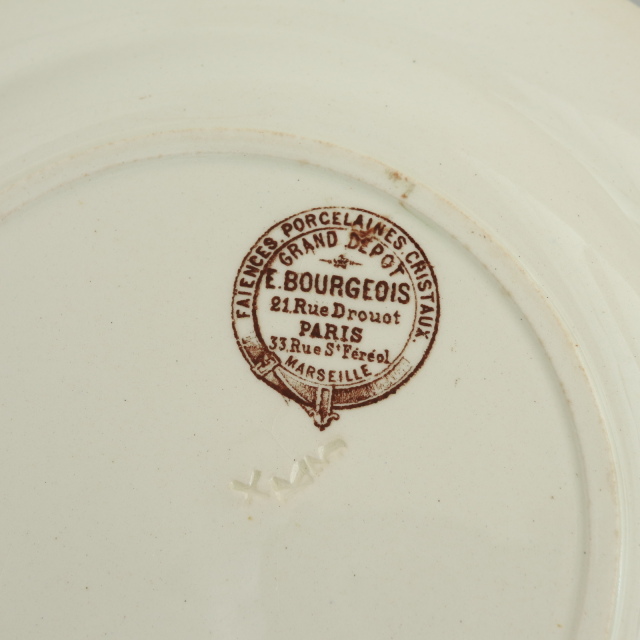 FAIENCES, PORCELAINES, CRISTAUX.
GRAND DEPOT
E. BOURGEOIS
21. Rue Drouot
PARIS
33 Rue St Féréol
MARSEILLE